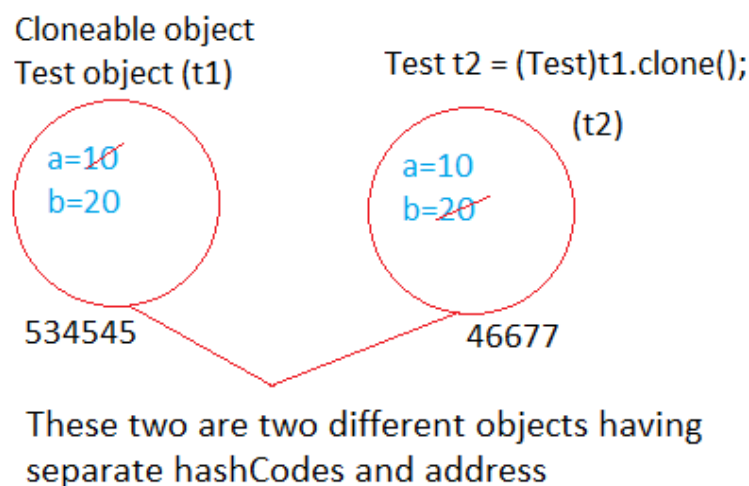 Cloneable object
Test object (t1)
Test t2 = (Test)t1.clone();
(t2)
a=10
b=20
a=10
b=20
534545
46677
These two are two different objects having
separate hashCodes and address